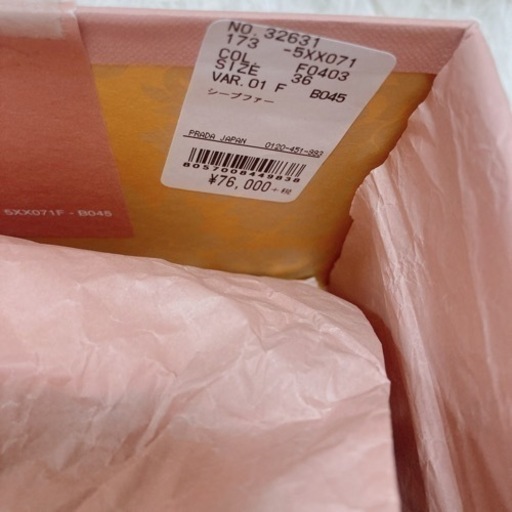 NO. 32631
173 -5XX071
COL F0403
SIZE 36
VAR.01 F B045
シープファー
PRADA JAPAN 0120-451-993
8057008449838
¥76,000+税
5XX071F - B045